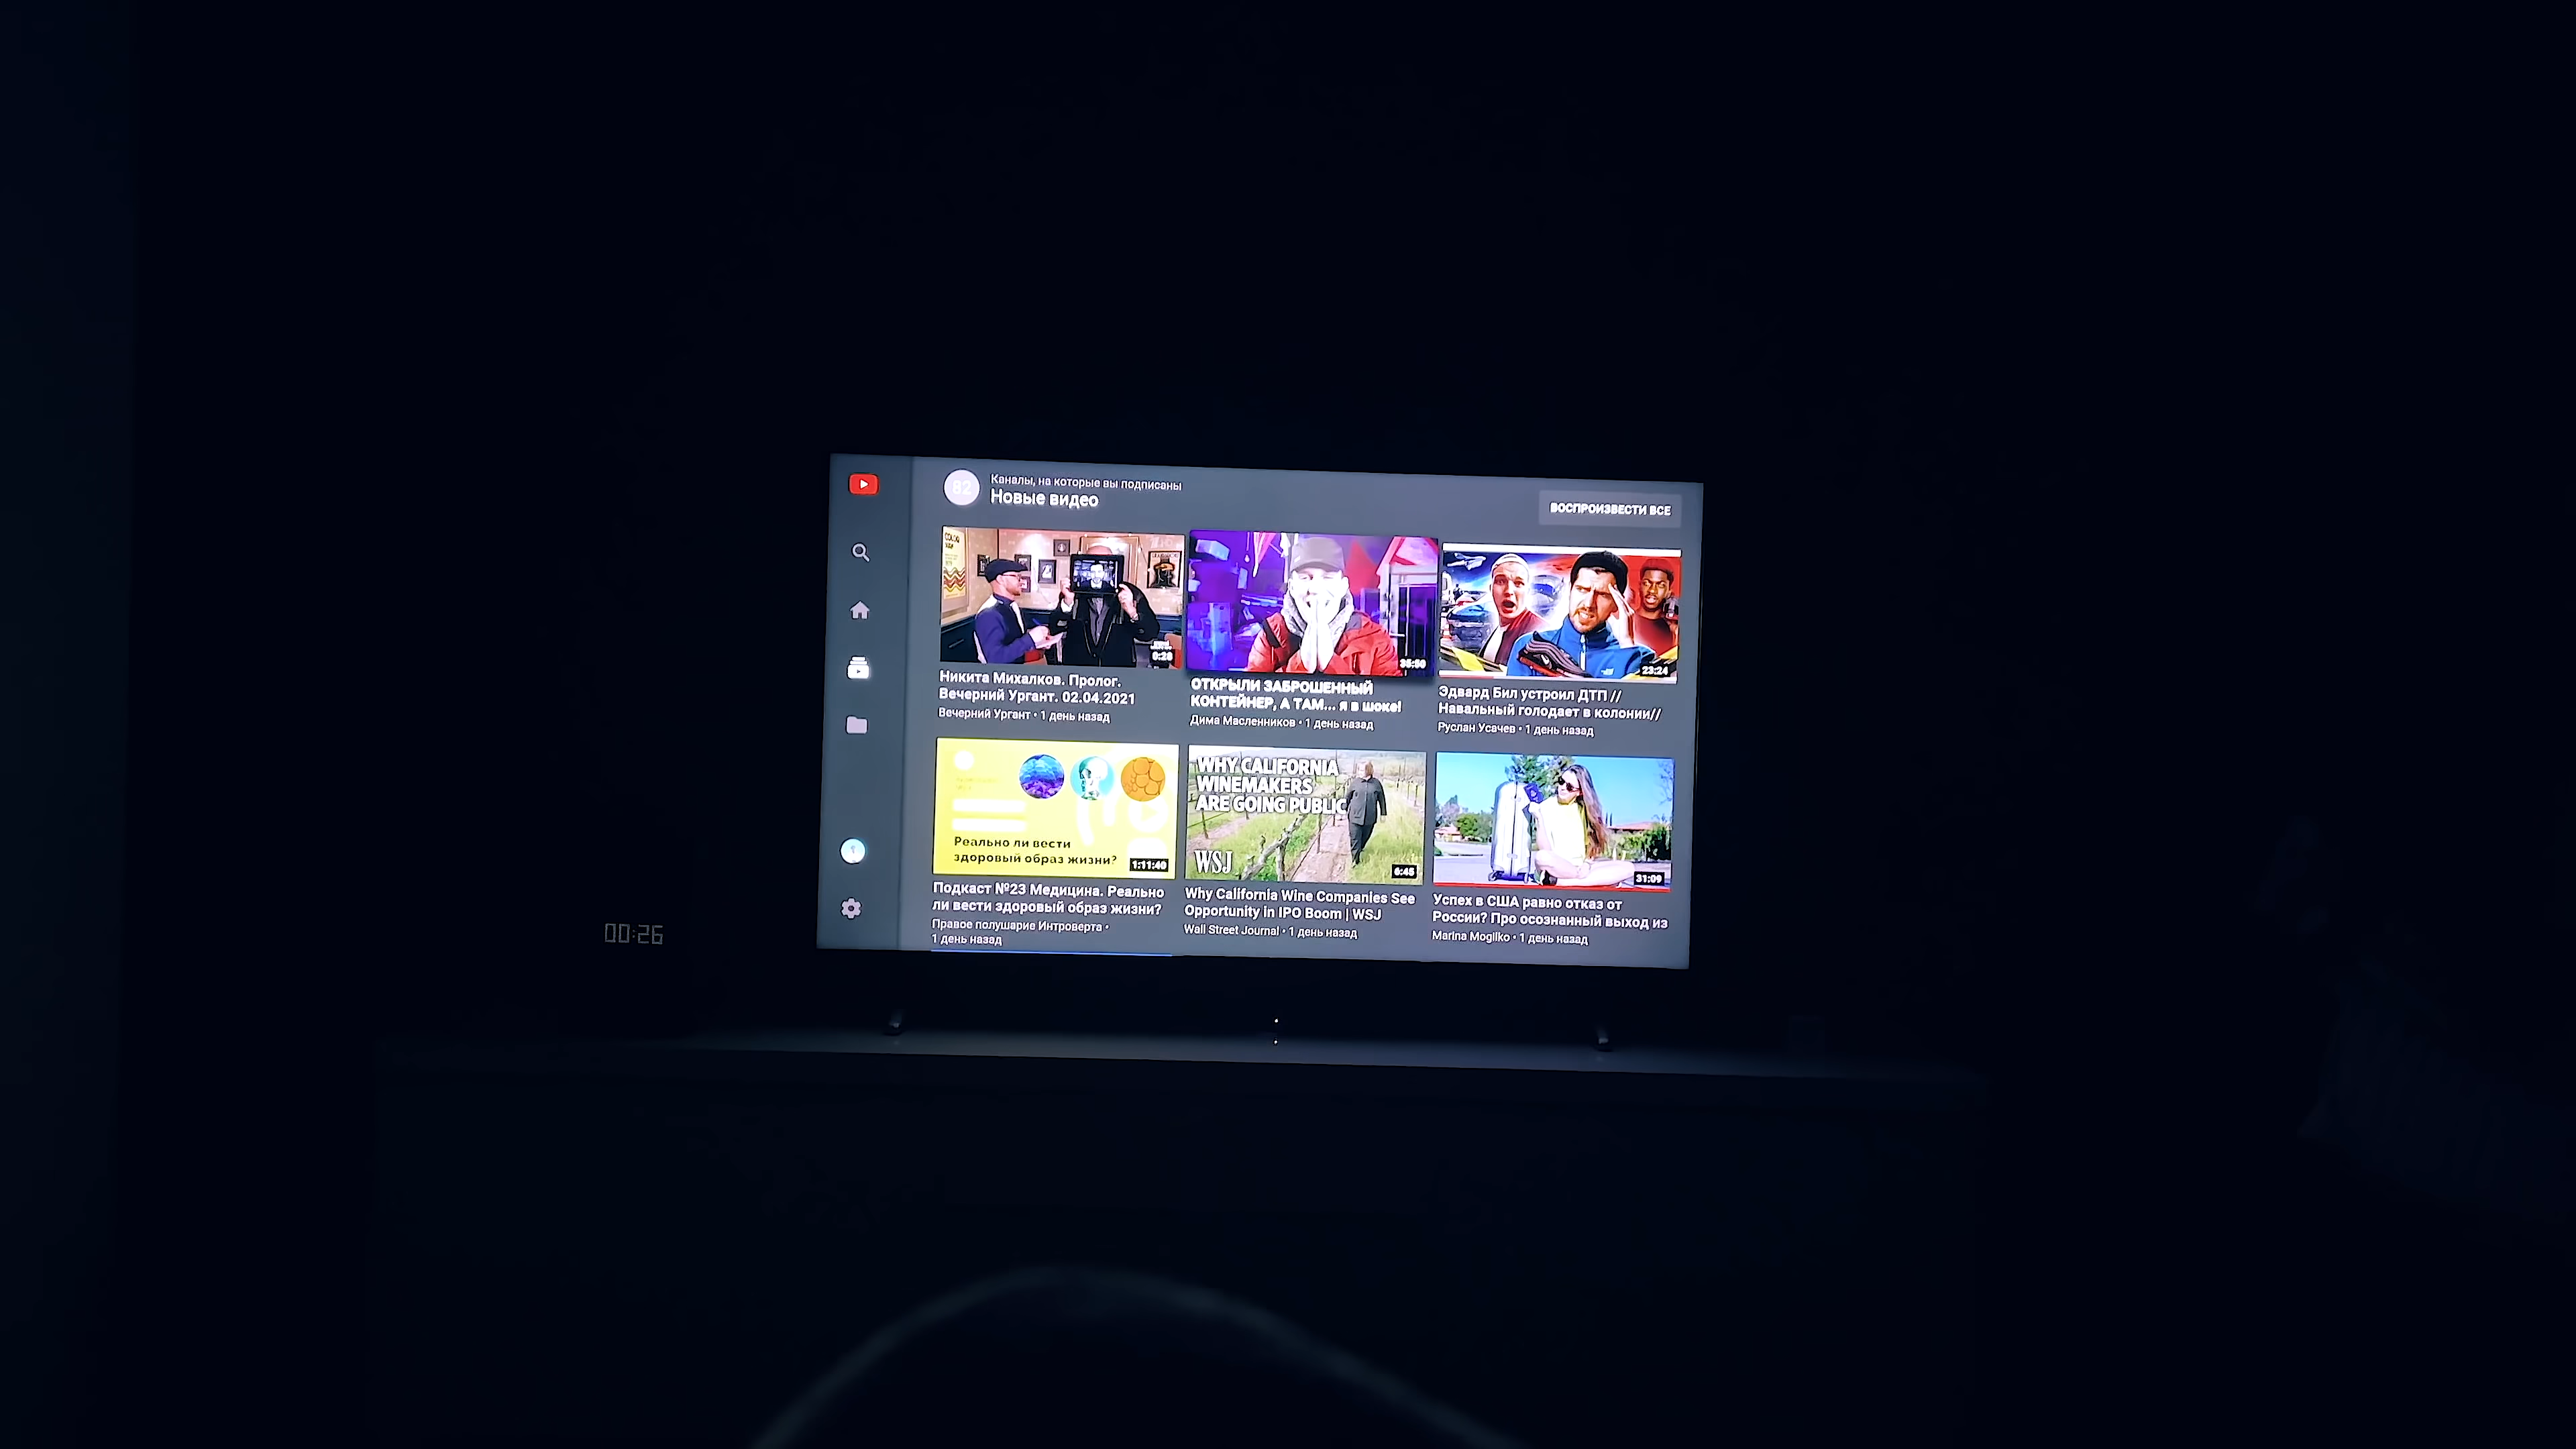 82
Каналы, на которые вы подписаны
Новые видео
ВОСПРОИЗВЕСТИ ВСЕ
35:50
23:24
Никита Михалков. Пролог.
Вечерний Ургант. 02.04.2021
Вечерний Ургант • 1 день назад
ОТКРЫЛИ ЗАБРОШЕННЫЙ
КОНТЕЙНЕР, А ТАМ... я в шоке!
Дима Масленников • 1 день назад
Эдвард Бил устроил ДТП //
Навальный голодает в колонии//
Руслан Усачев • 1 день назад
Реально ли вести
здоровый образ жизни?
1:11:40
WHY CALIFORNIA
WINEMAKERS
ARE GOING PUBLIC
WSJ
6:45
31:09
Подкаст №23 Медицина. Реально
ли вести здоровый образ жизни?
Правое полушарие Интроверта •
1 день назад
Why California Wine Companies See
Opportunity in IPO Boom | WSJ
Wall Street Journal • 1 день назад
Успех в США равно отказ от
России? Про осознанный выход из
Marina Mogilko • 1 день назад
00:26